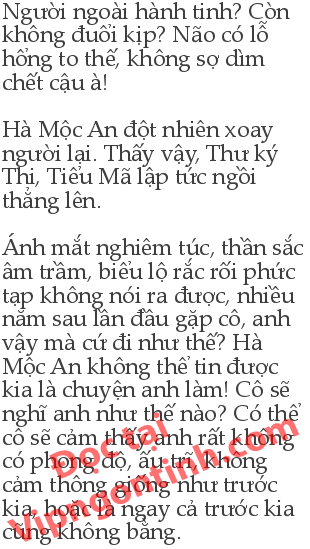 Người ngoài hành tinh? Còn
không đuổi kịp? Não có lỗ
hổng to thế, không sợ dìm
chết cậu à!
Hà Mộc An đột nhiên xoay
người lại. Thấy vậy, Thư ký
Thi, Tiểu Mã lập tức ngồi
thẳng lên.
Ánh mắt nghiêm túc, thần sắc
âm trầm, biểu lộ rắc rối phức
tạp không nói ra được, nhiều
năm sau lần đầu gặp cô, anh
vậy mà cứ đi như thế? Hà
Mộc An không thể tin được
kia là chuyện anh làm! Cô sẽ
nghĩ anh như thế nào? Có thể
cô sẽ cảm thấy anh rất không
có phong độ, ấu trĩ, không
cảm thông giống như trước
kia, hoặc là ngay cả trước kia
cũng không bằng.
Doc tai
Vipngontinh.com